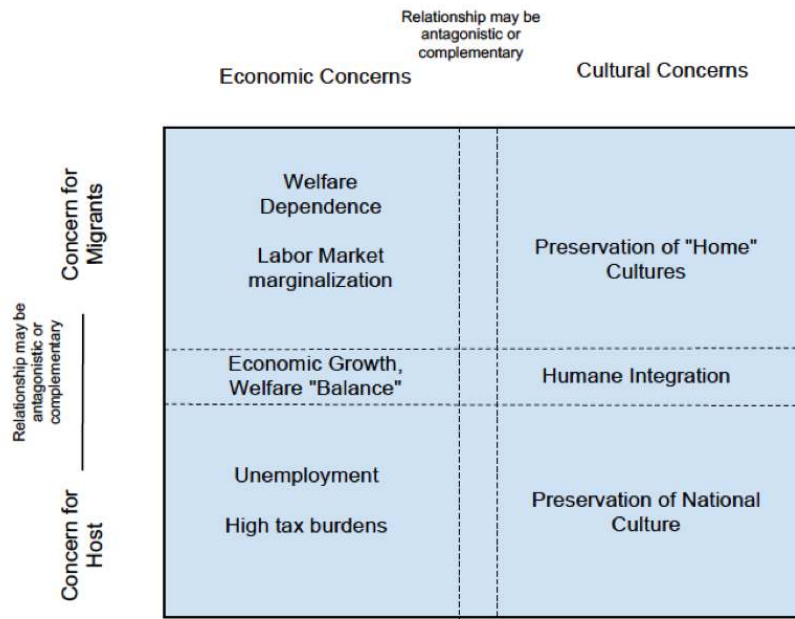 Relationship may be
antagonistic or
complementary
Economic Concerns
Cultural Concerns
Concern for
Migrants
Welfare
Dependence
Labor Market
marginalization
Preservation of "Home"
Cultures
Relationship may be
antagonistic or
complementary
Economic Growth,
Welfare "Balance"
Humane Integration
Concern for
Host
Unemployment
High tax burdens
Preservation of National
Culture